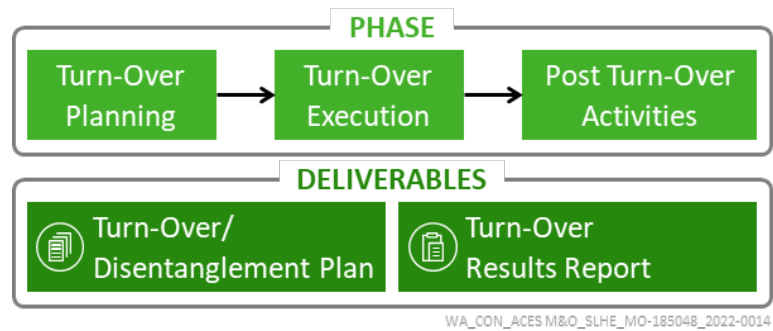 PHASE
Turn-Over
Planning
Turn-Over
Execution
Post Turn-Over
Activities
DELIVERABLES
Turn-Over/
Disentanglement Plan
Turn-Over
Results Report
WA_CON_ACES M&O_SLHE_MO-185048_2022-0014